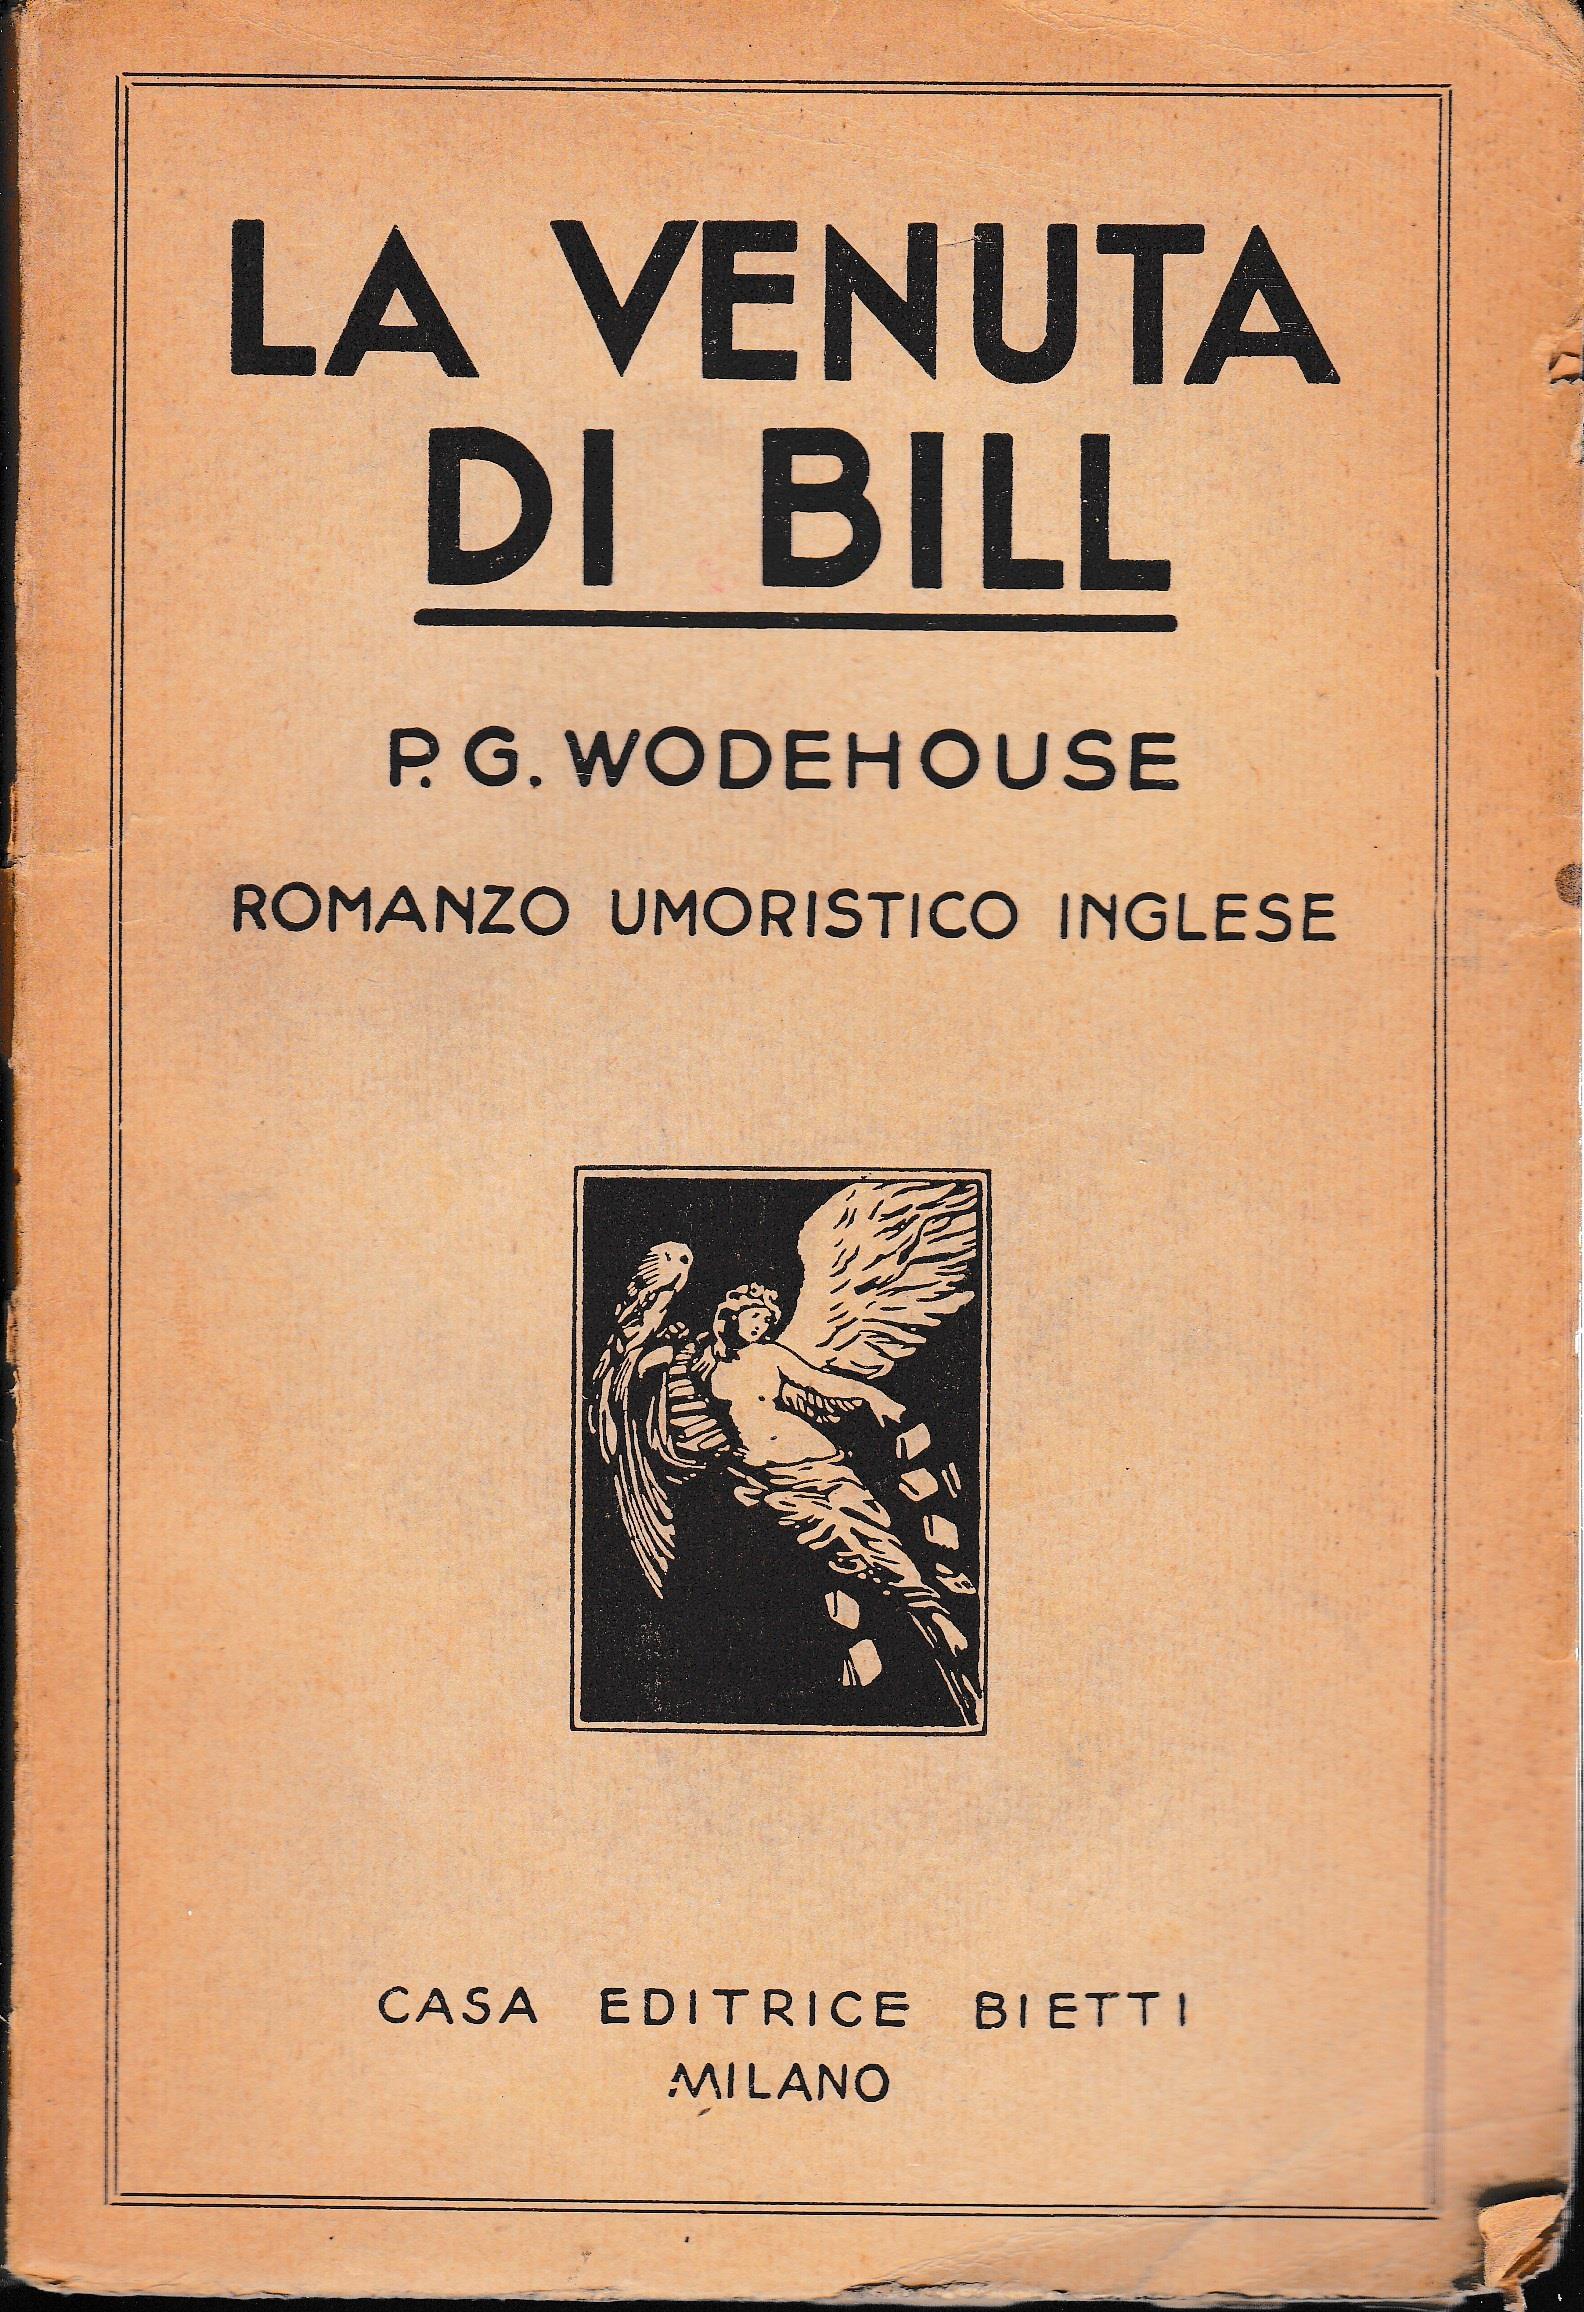 LA VENUTA
DI BILL
P. G. WODEHOUSE
ROMANZO UMORISTICO INGLESE
CASA EDITRICE BIETTI
MILANO